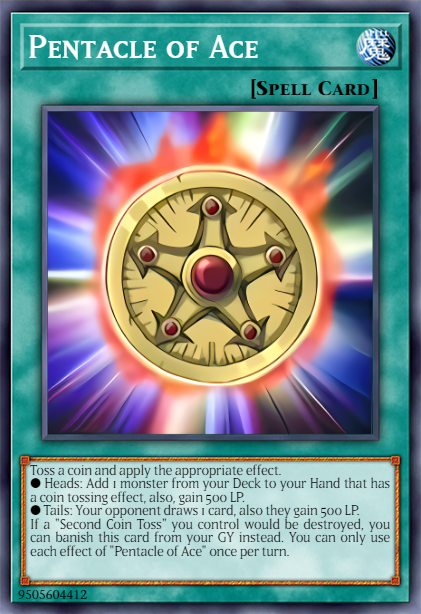 Pentacle of Ace
魔
[Spell Card]
Toss a coin and apply the appropriate effect.
● Heads: Add 1 monster from your Deck to your Hand that has
a coin tossing effect, also, gain 500 LP.
● Tails: Your opponent draws 1 card, also they gain 500 LP.
If a "Second Coin Toss" you control would be destroyed, you
can banish this card from your GY instead. You can only use
each effect of "Pentacle of Ace" once per turn.
9505604412